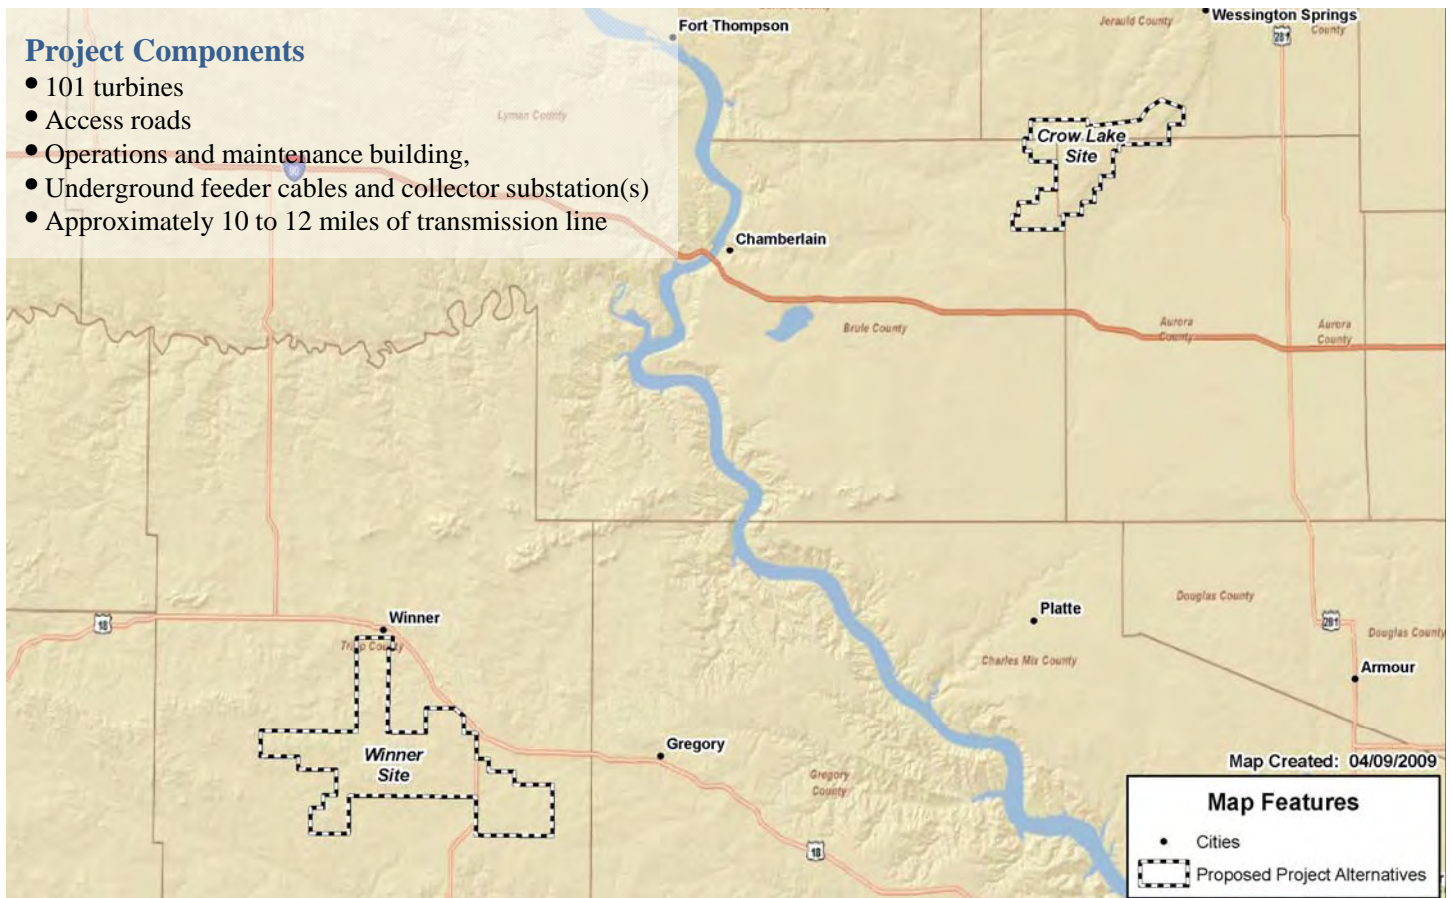 Project Components
• 101 turbines
• Access roads
• Operations and maintenance building,
• Underground feeder cables and collector substation(s)
• Approximately 10 to 12 miles of transmission line
Fort Thompson
Jerauld County
Wessington Springs
County
281
Lyman County
90
Crow Lake
Site
Chamberlain
Brule County
Aurora
County
Aurora
County
18
Winner
Tripp County
Platte
Douglas County
281
Douglas County
Charles Mix County
Armour
Winner
Site
Gregory
Gregory
County
18
Map Created: 04/09/2009
Map Features
Cities
Proposed Project Alternatives